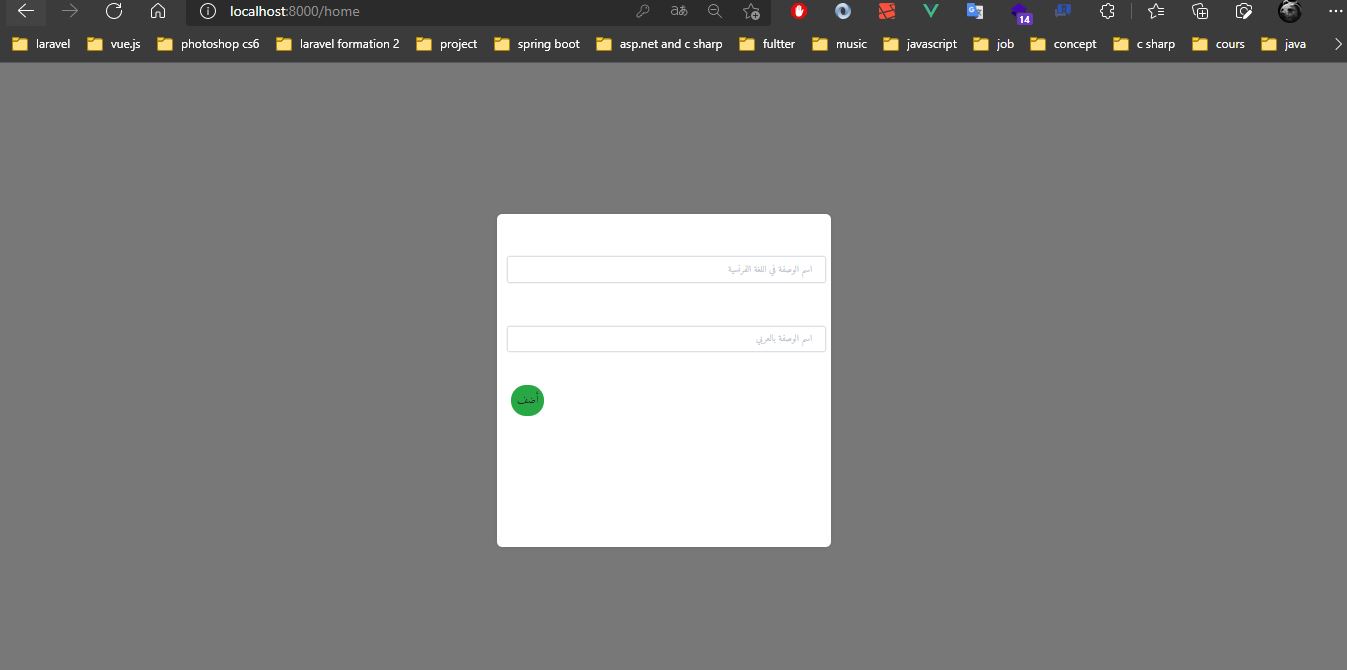 localhost:8000/home
14
laravel vue.js photoshop cs6 laravel formation 2 project spring boot asp.net and c sharp fultter music javascript job concept c sharp cours java
اسم الوصفة في اللغة الفرنسية
اسم الوصفة بالعربي
أضف